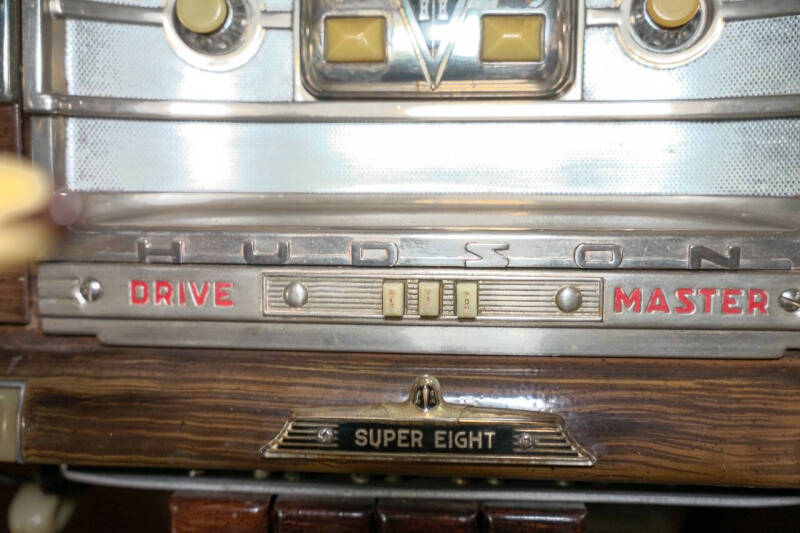 HUDSON
DRIVE MASTER
SUPER EIGHT